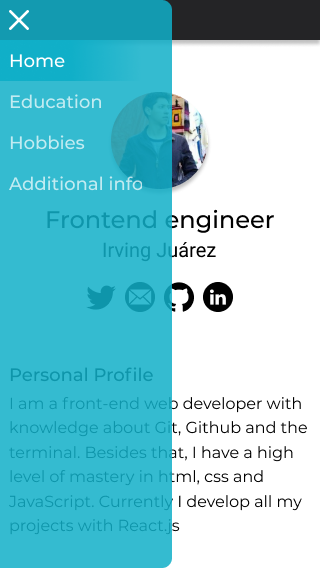 Home
Education
Hobbies
Additional info
Frontend engineer
Irving Juárez
in
Personal Profile
I am a front-end web developer with
knowledge about Git, Github and the
terminal. Besides that, I have a high
level of mastery in html, css and
JavaScript. Currently I develop all my
projects with React.js